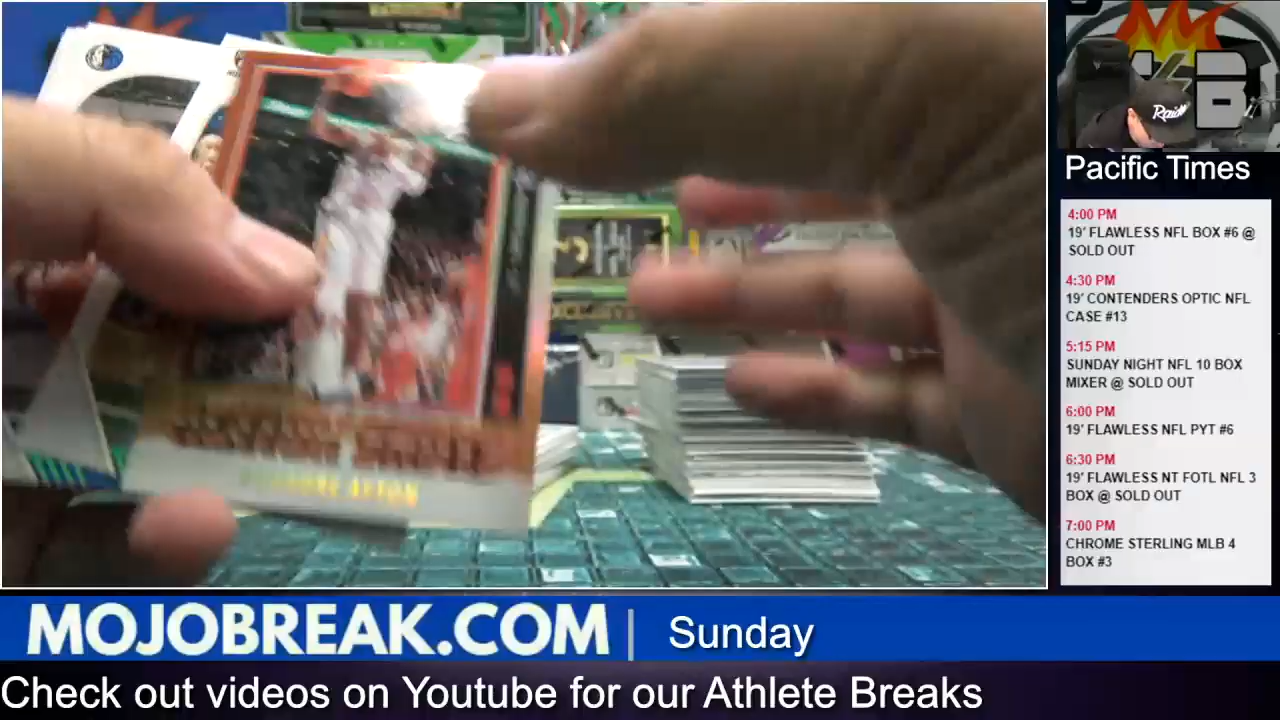 Raid
Pacific Times
4:00 PM
19' FLAWLESS NFL BOX #6 @
SOLD OUT
4:30 PM
19' CONTENDERS OPTIC NFL
CASE #13
5:15 PM
SUNDAY NIGHT NFL 10 BOX
MIXER @ SOLD OUT
6:00 PM
19' FLAWLESS NFL PYT #6
6:30 PM
19' FLAWLESS NT FOTL NFL 3
BOX @ SOLD OUT
7:00 PM
CHROME STERLING MLB 4
BOX #3
AYTON
MOJOBREAK.COM | Sunday
Check out videos on Youtube for our Athlete Breaks